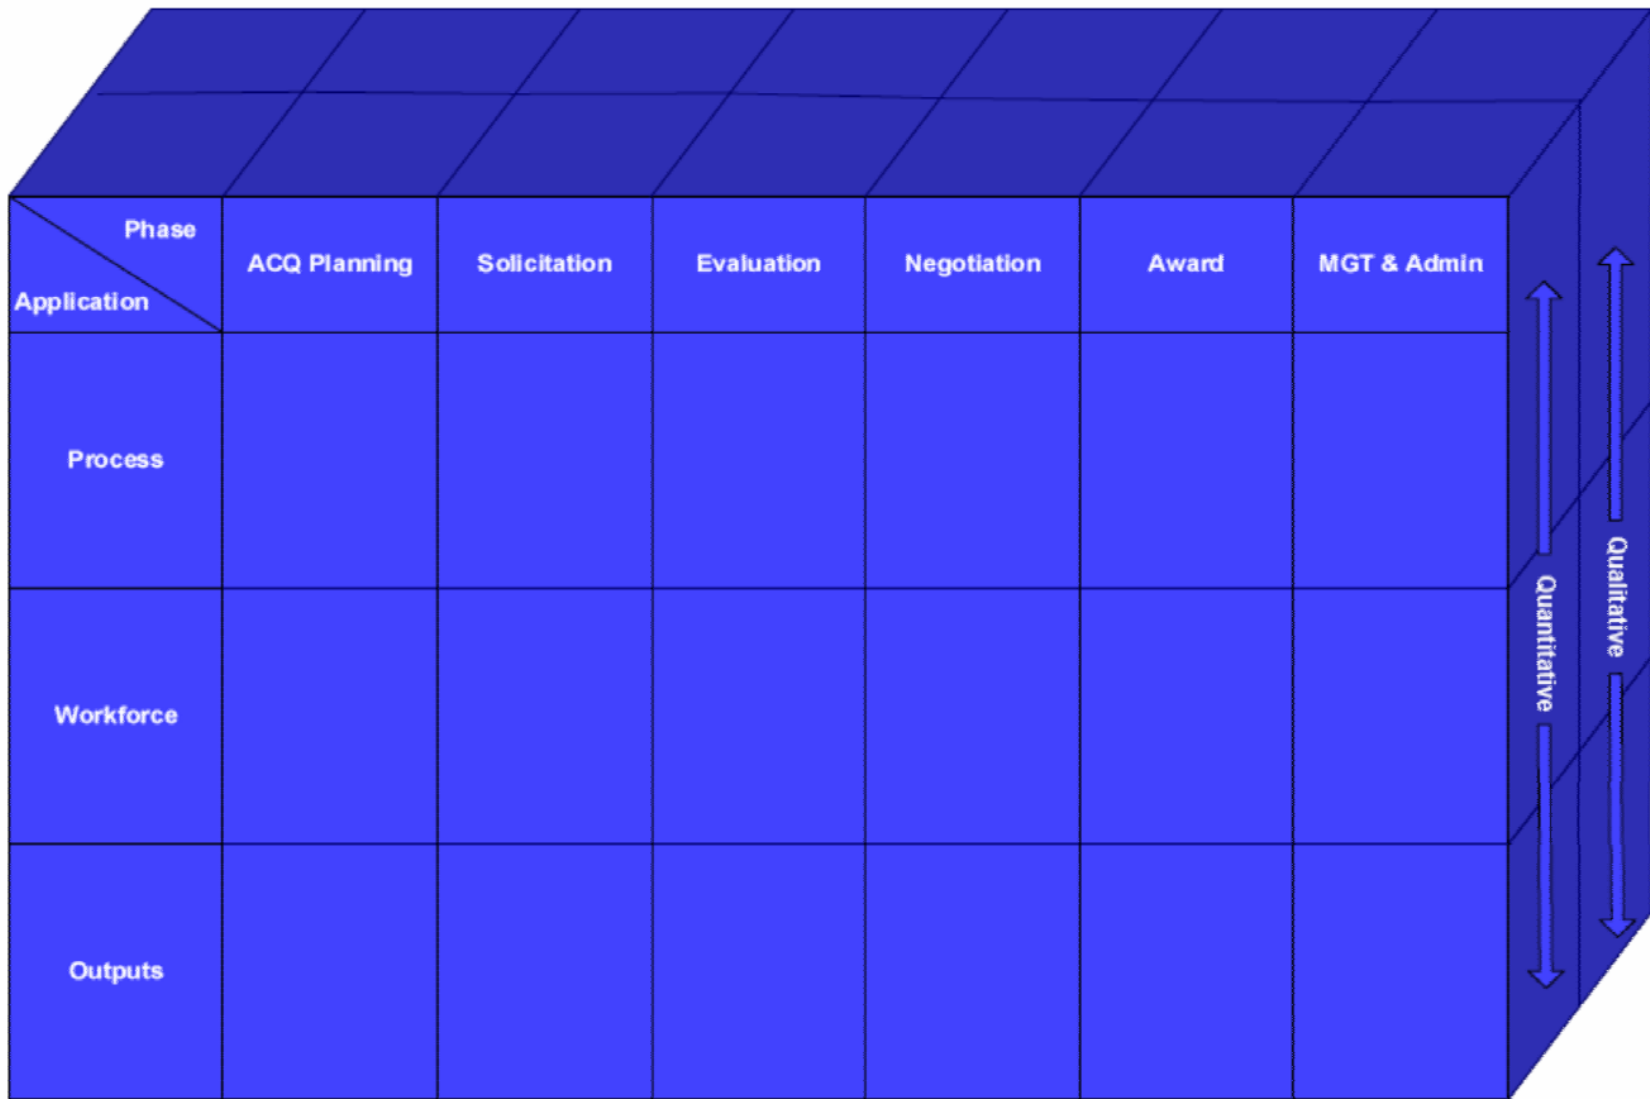 Phase
Application
ACQ Planning
Solicitation
Evaluation
Negotiation
Award
MGT & Admin
Process
Workforce
Outputs
Quantitative
Qualitative